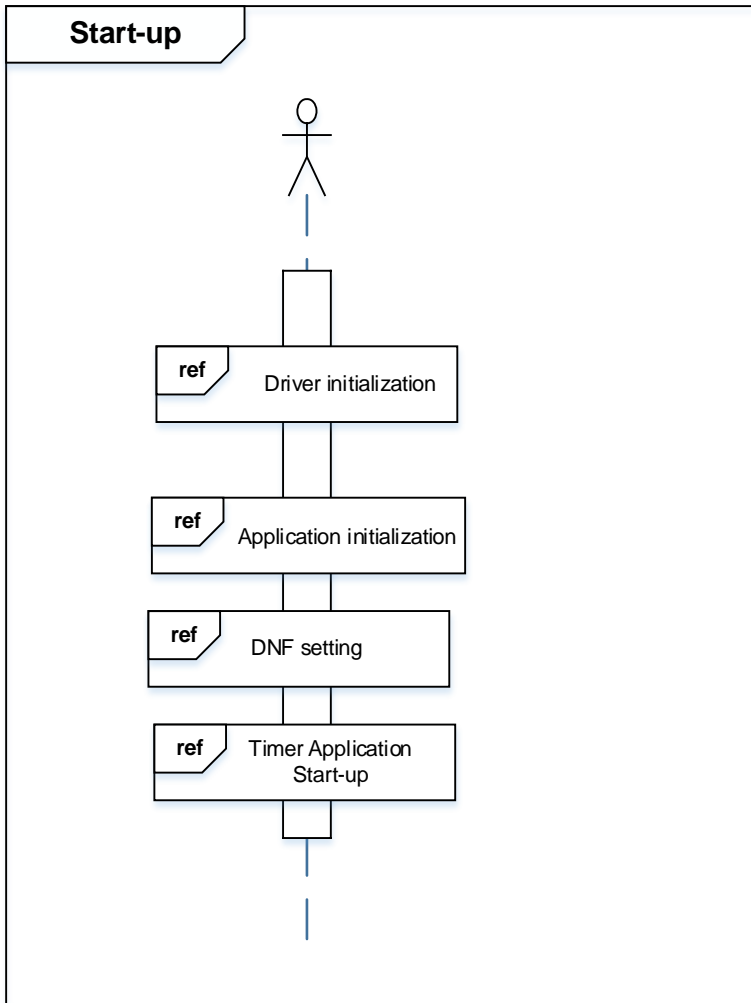 Start-up
ref
Driver initialization
ref
Application initialization
ref
DNF setting
ref
Timer Application
Start-up